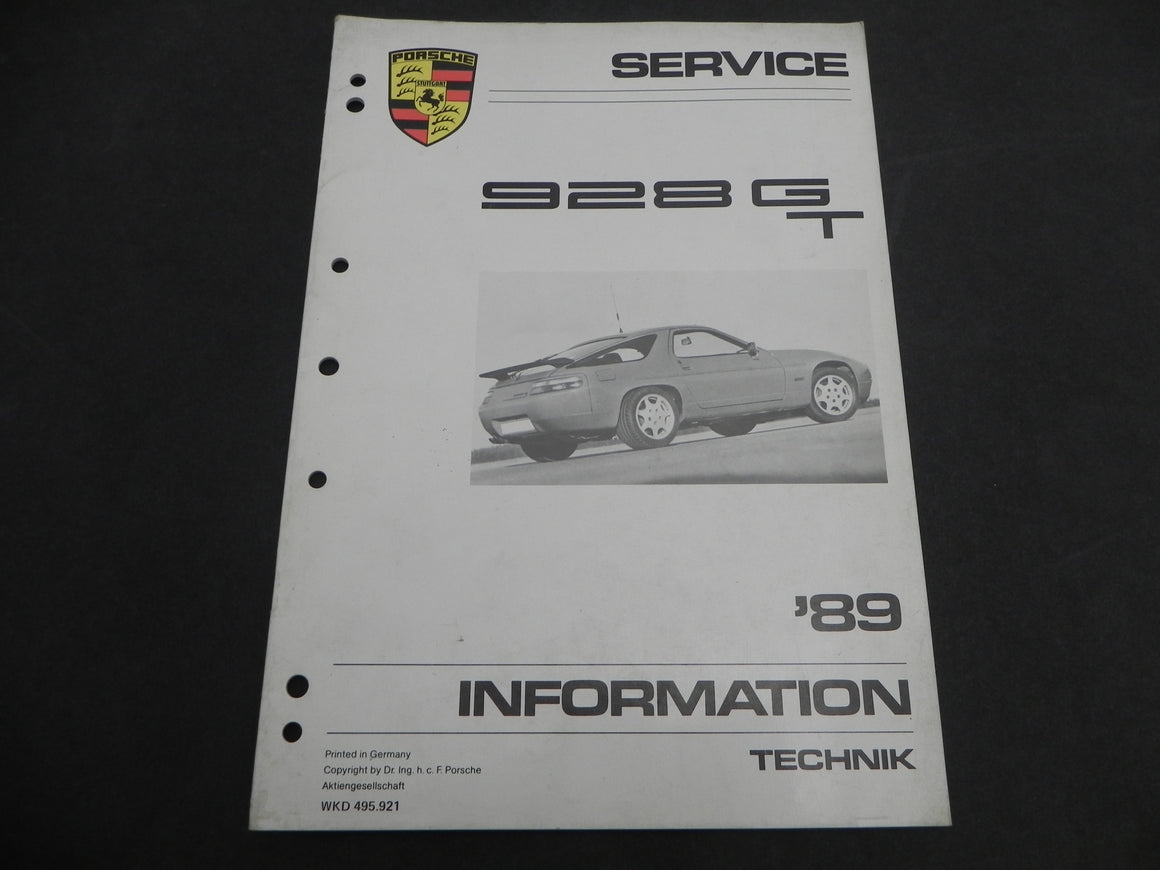 PORSCHE
STUTTGART
SERVICE
928 G
T
'89
INFORMATION
TECHNIK
Printed in Germany
Copyright by Dr. Ing. h. c. F. Porsche
Aktiengesellschaft
WKD 495.921